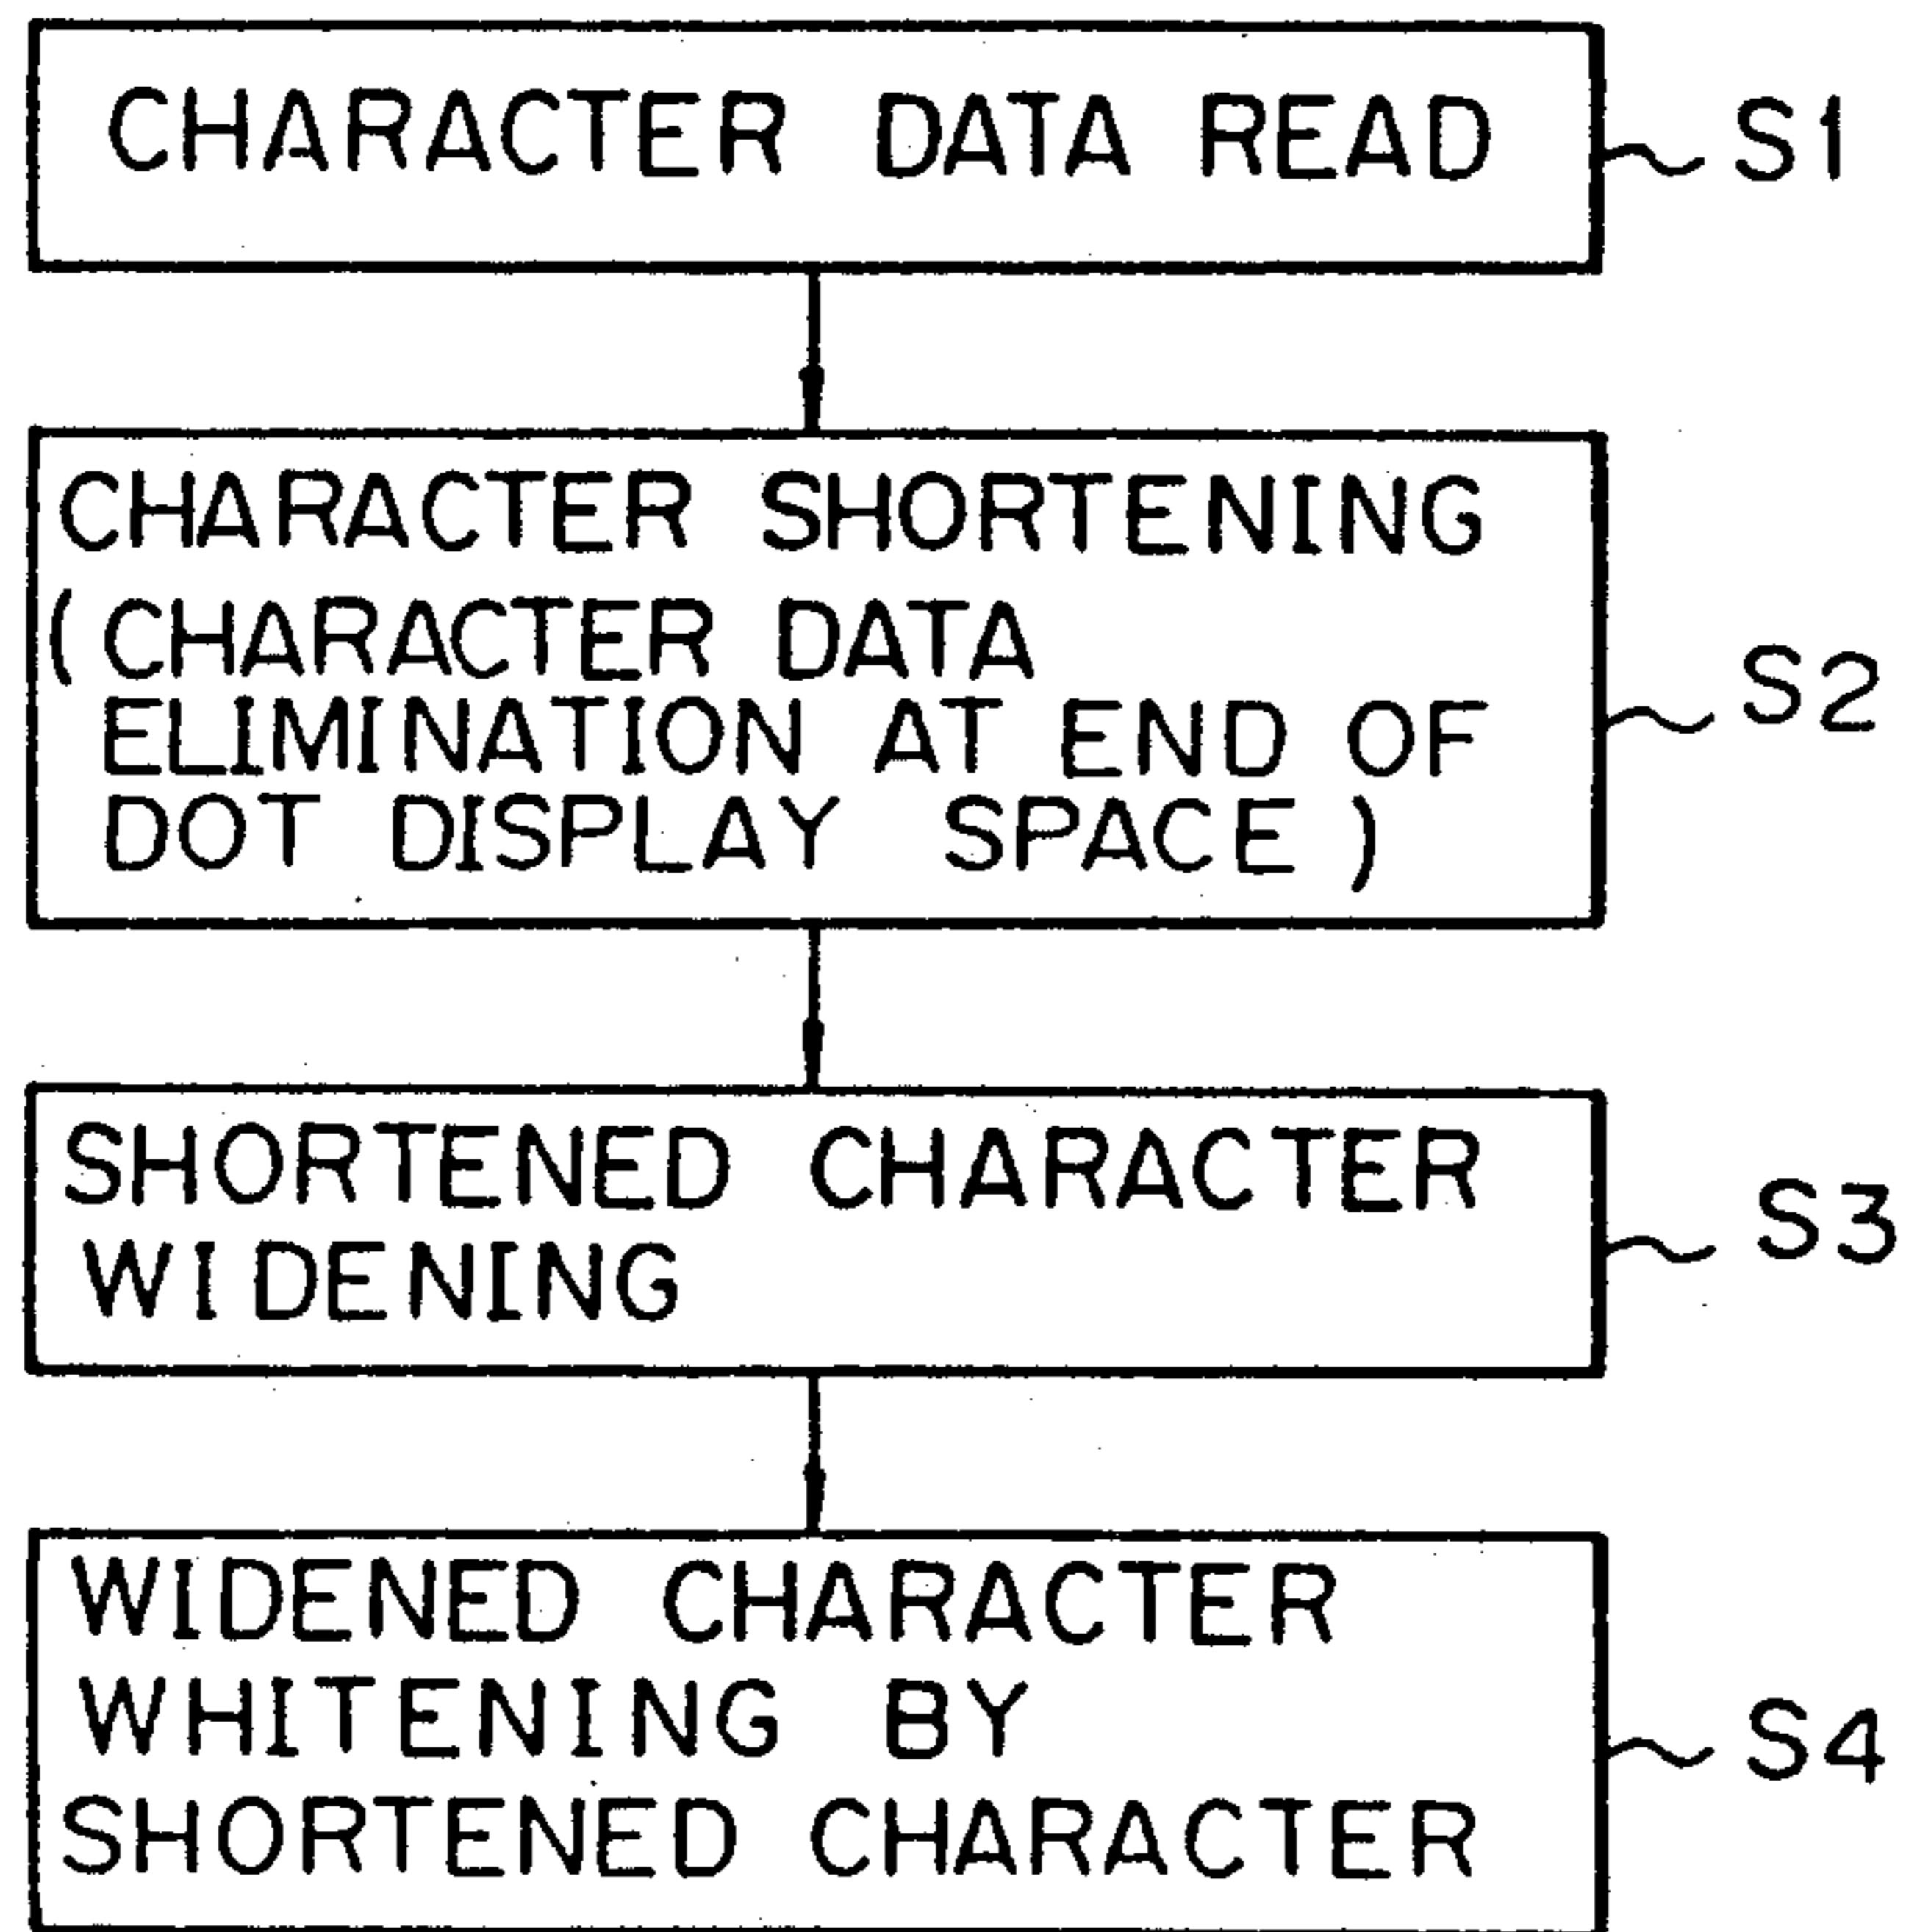 CHARACTER DATA READ
S1
CHARACTER SHORTENING
(CHARACTER DATA
ELIMINATION AT END OF
DOT DISPLAY SPACE)
S2
SHORTENED CHARACTER
WIDENING
S3
WIDENED CHARACTER
WHITENING BY
SHORTENED CHARACTER
S4